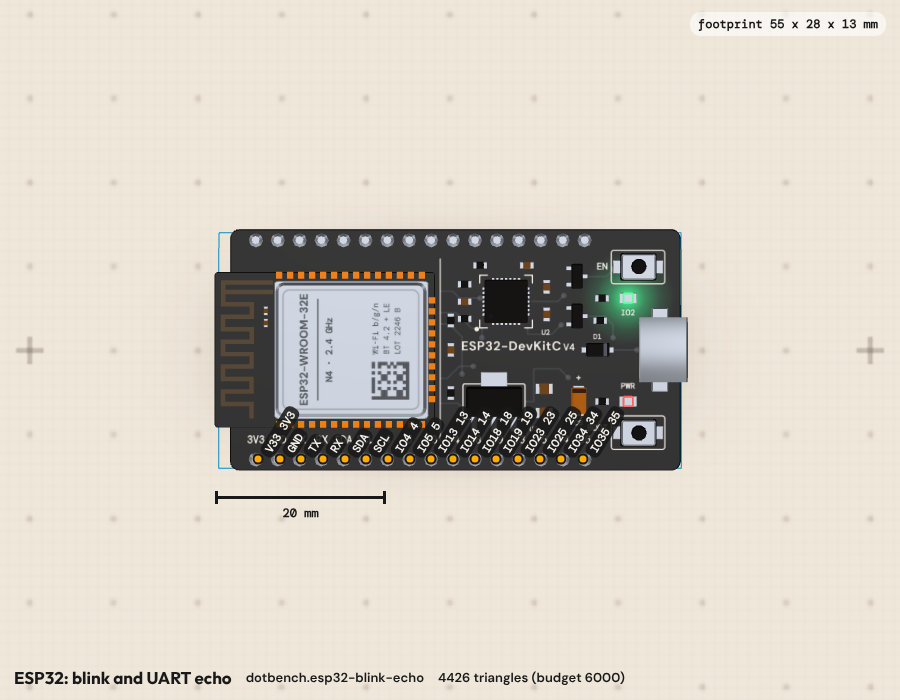 footprint 55 x 28 x 13 mm
EN
IO2
U2
D1
ESP32-DevKitC V4
PWR
+
ESP32-WROOM-32E
N4 · 2.4 GHz
Wi-Fi b/g/n
BT 4.2 + LE
LOT 2246 B
3V3
V33 3V3
GND
TX
RX
SDA
SCL
IO4 4
IO5 5
IO13 13
IO14 14
IO18 18
IO19 19
IO23 23
IO25 25
IO34 34
IO35 35
20 mm
ESP32: blink and UART echo dotbench.esp32-blink-echo 4426 triangles (budget 6000)